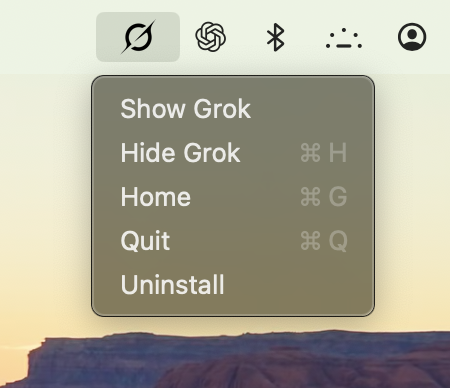 Show Grok
Hide Grok ⌘ H
Home ⌘ G
Quit ⌘ Q
Uninstall